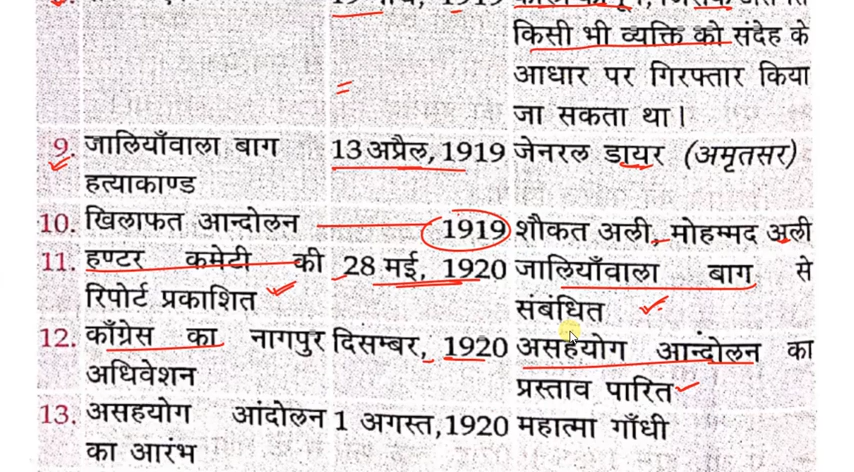 किसी भी व्यक्ति को संदेह के
आधार पर गिरफ्तार किया
जा सकता था।
9. जालियाँवाला बाग 13 अप्रैल, 1919 जेनरल डायर (अमृतसर)
हत्याकाण्ड
10. खिलाफत आन्दोलन 1919 शौकत अली, मोहम्मद अली
11. हण्टर कमेटी की 28 मई, 1920 जालियाँवाला बाग से
रिपोर्ट प्रकाशित संबंधित
12. काँग्रेस का नागपुर दिसम्बर, 1920 असहयोग आन्दोलन का
अधिवेशन प्रस्ताव पारित
13. असहयोग आंदोलन 1 अगस्त, 1920 महात्मा गाँधी
का आरंभ